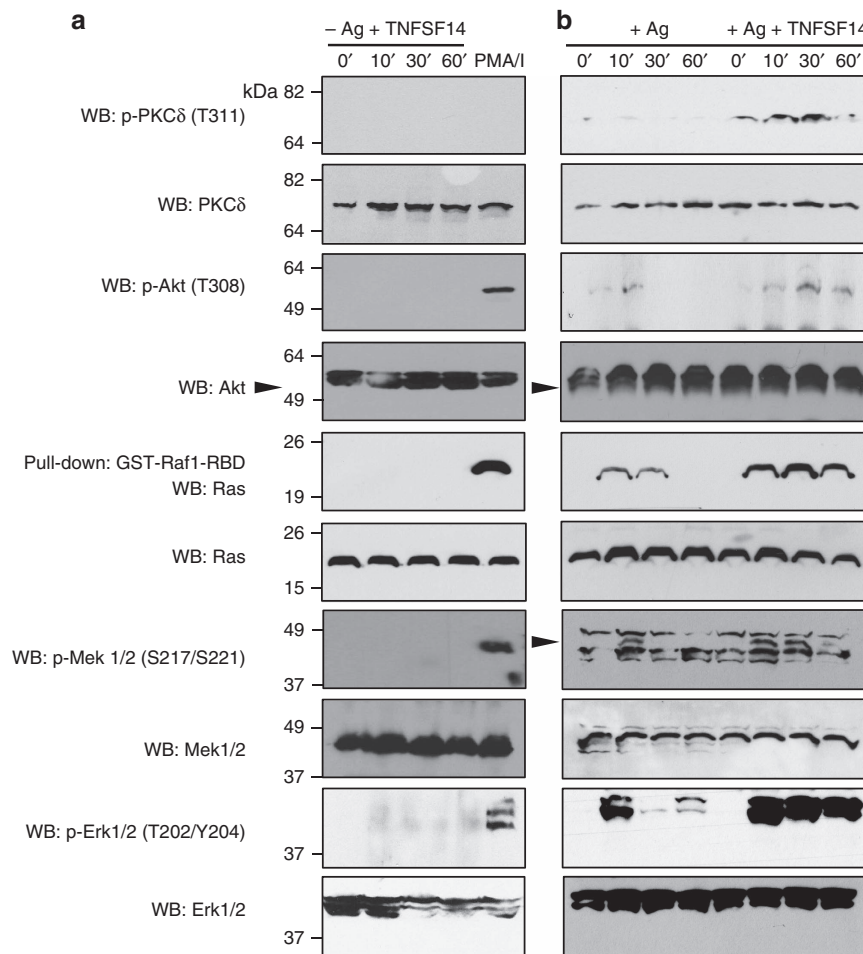 a
b
– Ag + TNFSF14
+ Ag
+ Ag + TNFSF14
0′ 10′ 30′ 60′ PMA/I
0′ 10′ 30′ 60′ 0′ 10′ 30′ 60′
kDa 82
WB: p-PKCδ (T311)
64
82
WB: PKCδ
64
64
WB: p-Akt (T308)
49
64
WB: Akt
49
26
Pull-down: GST-Raf1-RBD
WB: Ras
19
26
WB: Ras
15
49
WB: p-Mek 1/2 (S217/S221)
37
49
WB: Mek1/2
37
WB: p-Erk1/2 (T202/Y204)
37
WB: Erk1/2
37